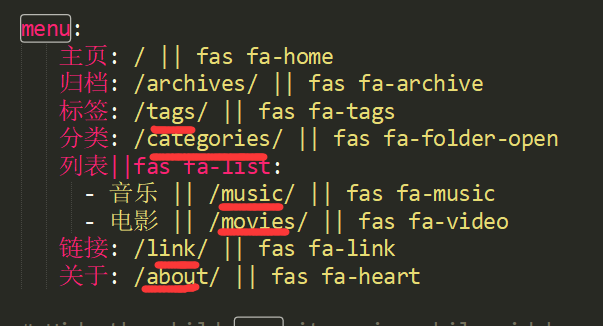 menu:
主页: / || fas fa-home
归档: /archives/ || fas fa-archive
标签: /tags/ || fas fa-tags
分类: /categories/ || fas fa-folder-open
列表||fas fa-list:
- 音乐 || /music/ || fas fa-music
- 电影 || /movies/ || fas fa-video
链接: /link/ || fas fa-link
关于: /about/ || fas fa-heart